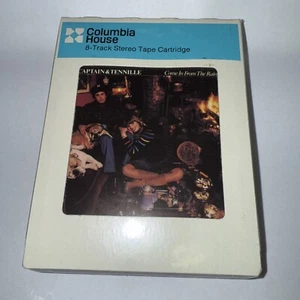 Columbia
House
8-Track Stereo Tape Cartridge
CAPTAIN & TENNILLE Come In From The Rain